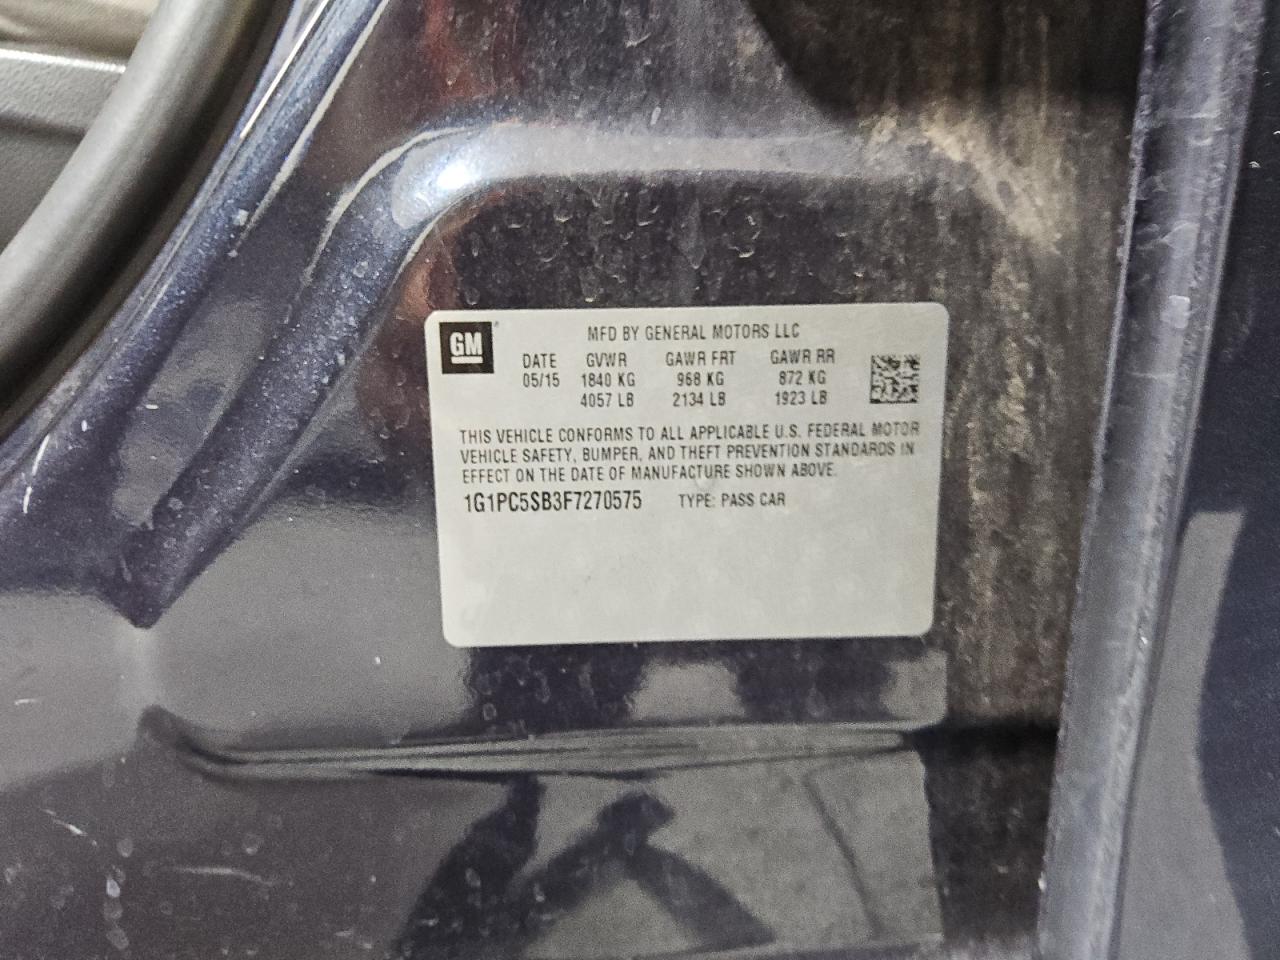 GM
MFD BY GENERAL MOTORS LLC
DATE GVWR GAWR FRT GAWR RR
05/15 1840 KG 968 KG 872 KG
4057 LB 2134 LB 1923 LB
THIS VEHICLE CONFORMS TO ALL APPLICABLE U.S. FEDERAL MOTOR
VEHICLE SAFETY, BUMPER, AND THEFT PREVENTION STANDARDS IN
EFFECT ON THE DATE OF MANUFACTURE SHOWN ABOVE.
1G1PC5SB3F7270575 TYPE: PASS CAR